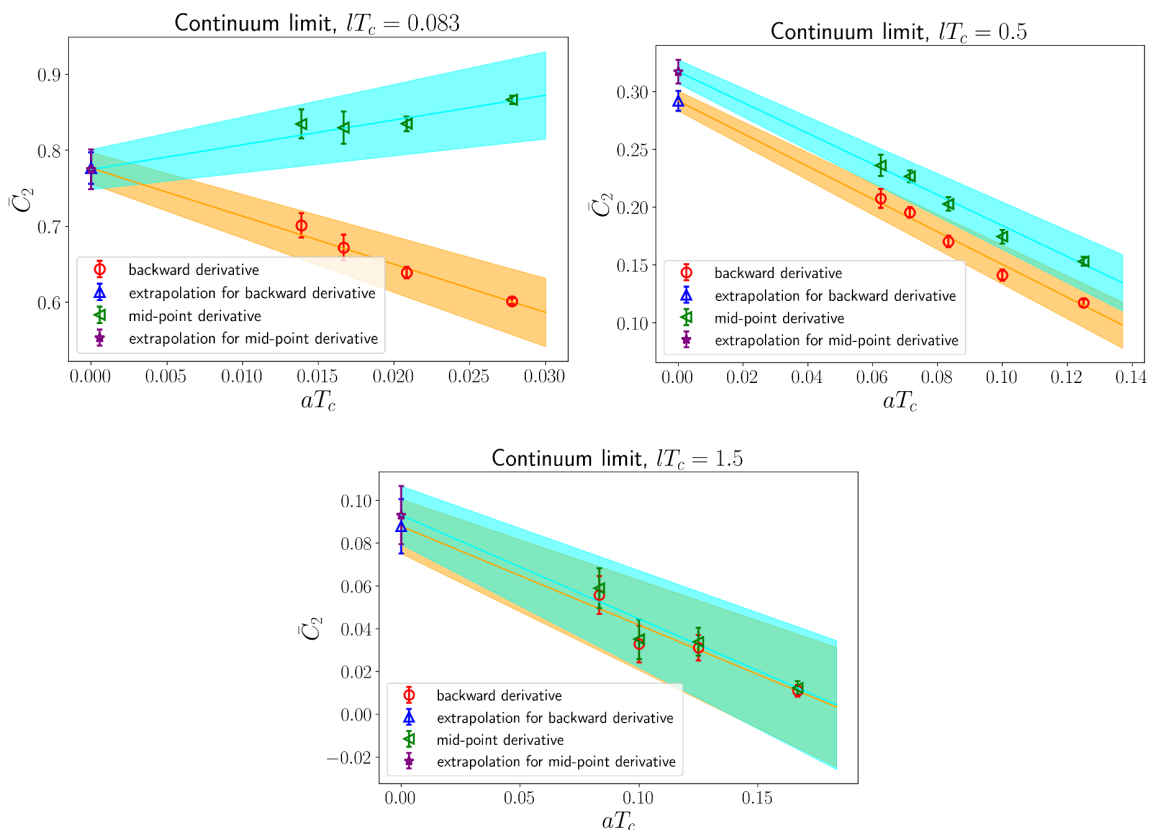 Continuum limit, lT_c = 0.083
C̄_2
0.9
0.8
0.7
0.6
backward derivative
extrapolation for backward derivative
mid-point derivative
extrapolation for mid-point derivative
0.000 0.005 0.010 0.015 0.020 0.025 0.030
aT_c
Continuum limit, lT_c = 0.5
C̄_2
0.30
0.25
0.20
0.15
0.10
backward derivative
extrapolation for backward derivative
mid-point derivative
extrapolation for mid-point derivative
0.00 0.02 0.04 0.06 0.08 0.10 0.12 0.14
aT_c
Continuum limit, lT_c = 1.5
C̄_2
0.10
0.08
0.06
0.04
0.02
0.00
−0.02
backward derivative
extrapolation for backward derivative
mid-point derivative
extrapolation for mid-point derivative
0.00 0.05 0.10 0.15
aT_c